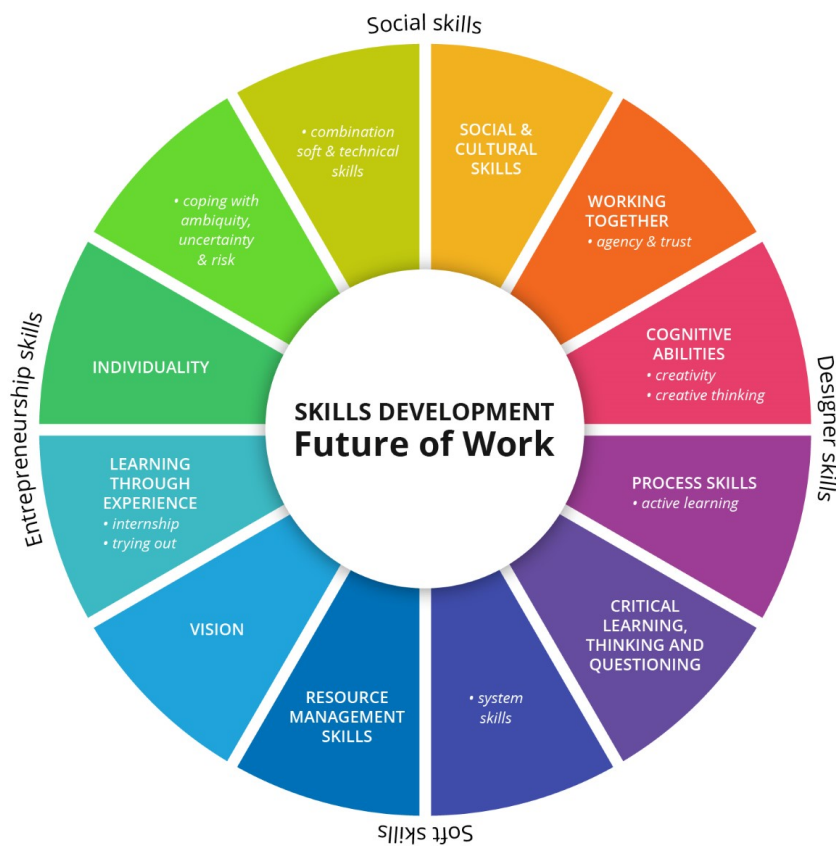 Social skills
• combination
soft & technical
skills
SOCIAL &
CULTURAL
SKILLS
WORKING
TOGETHER
• agency & trust
COGNITIVE
ABILITIES
• creativity
• creative thinking
Designer skills
PROCESS SKILLS
• active learning
CRITICAL
LEARNING,
THINKING AND
QUESTIONING
• system
skills
Soft skills
RESOURCE
MANAGEMENT
SKILLS
VISION
LEARNING
THROUGH
EXPERIENCE
• internship
• trying out
Entrepreneurship skills
INDIVIDUALITY
• coping with
ambiquity,
uncertainty
& risk
SKILLS DEVELOPMENT
Future of Work